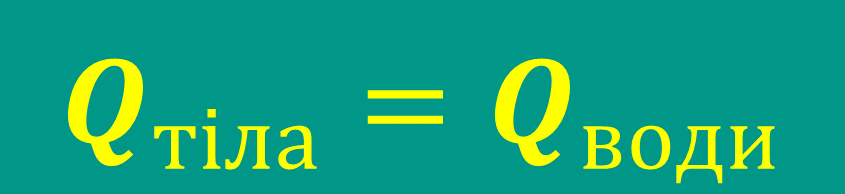 Qтіла = Qводи